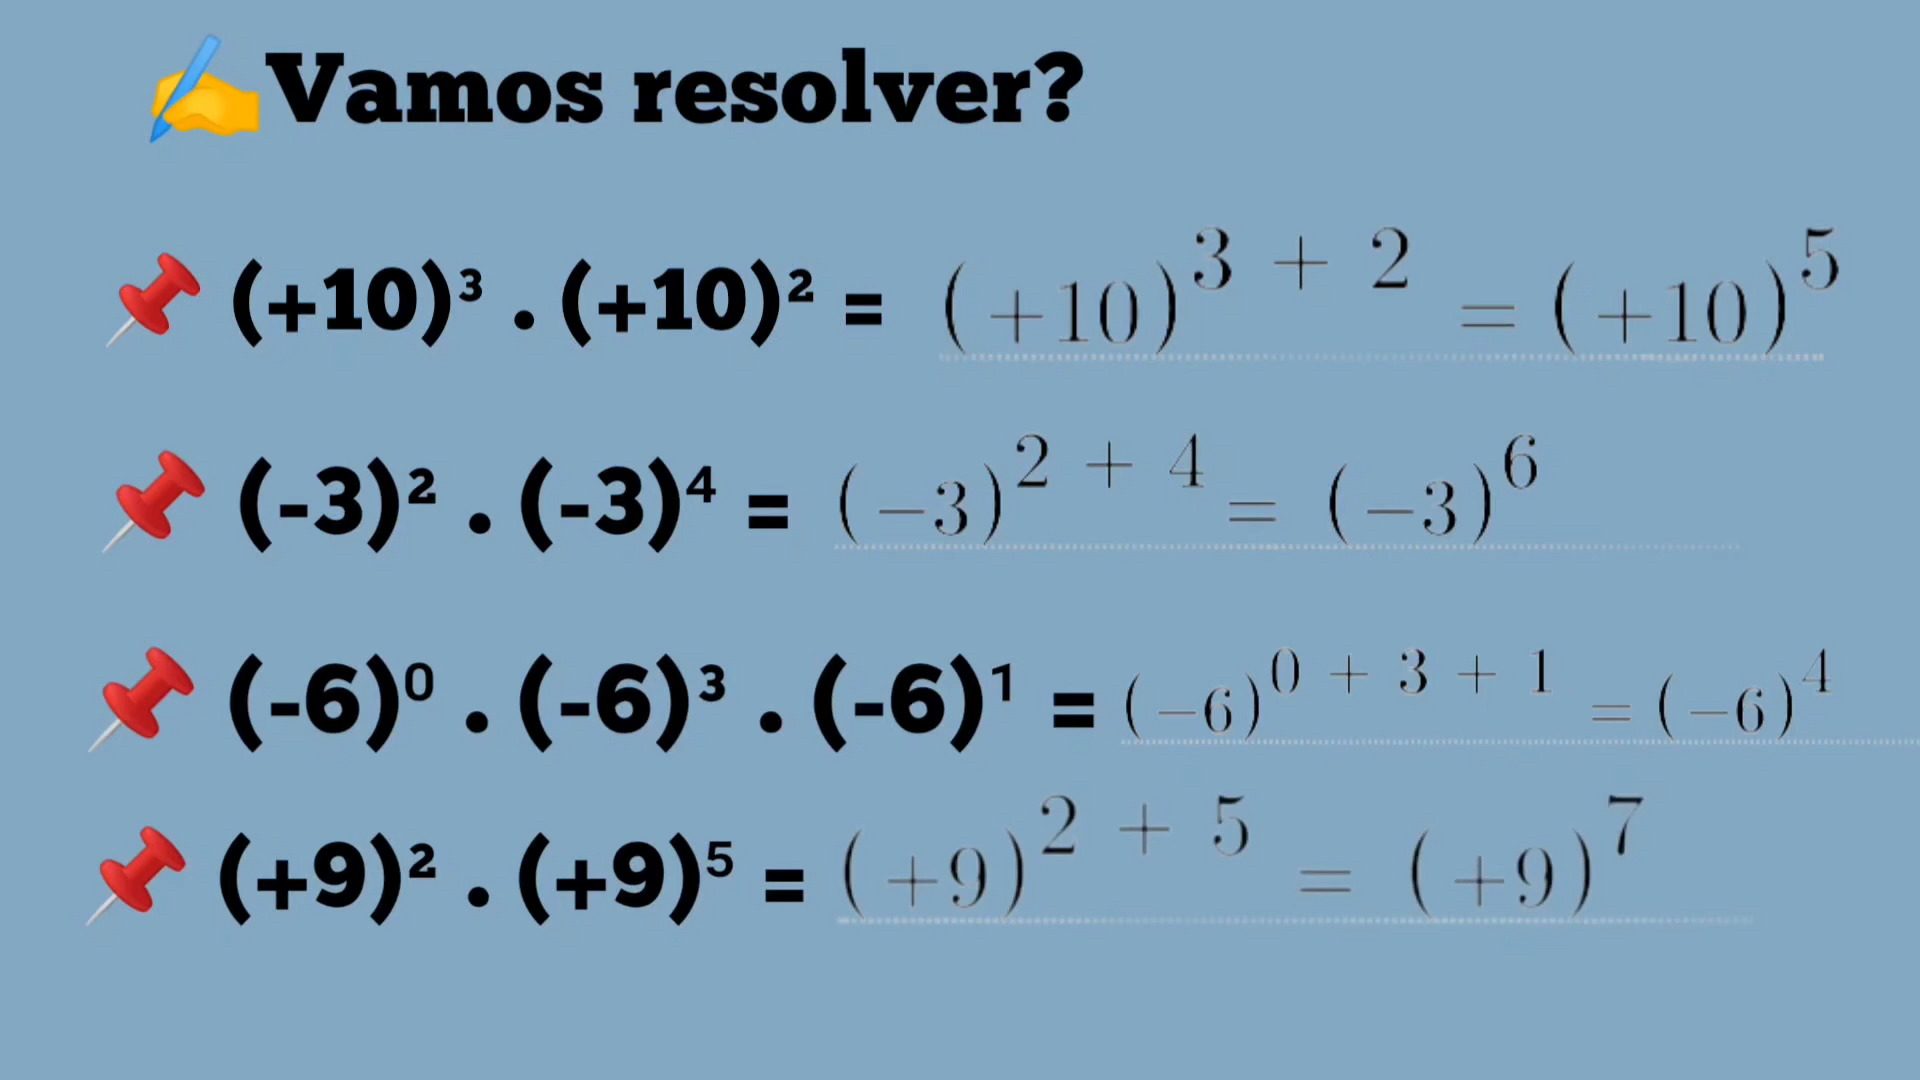 ✍Vamos resolver?
📌 (+10)³ . (+10)² = (+10)^{3 + 2} = (+10)^5
📌 (-3)² . (-3)⁴ = (−3)^{2 + 4} = (−3)^6
📌 (-6)⁰ . (-6)³ . (-6)¹ = (−6)^{0 + 3 + 1} = (−6)^4
📌 (+9)² . (+9)⁵ = (+9)^{2 + 5} = (+9)^7